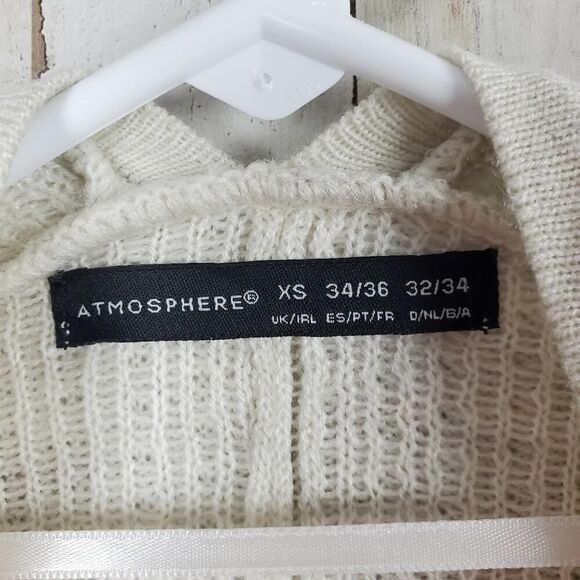 ATMOSPHERE® XS 34/36 32/34
UK/IRL ES/PT/FR D/NL/B/A